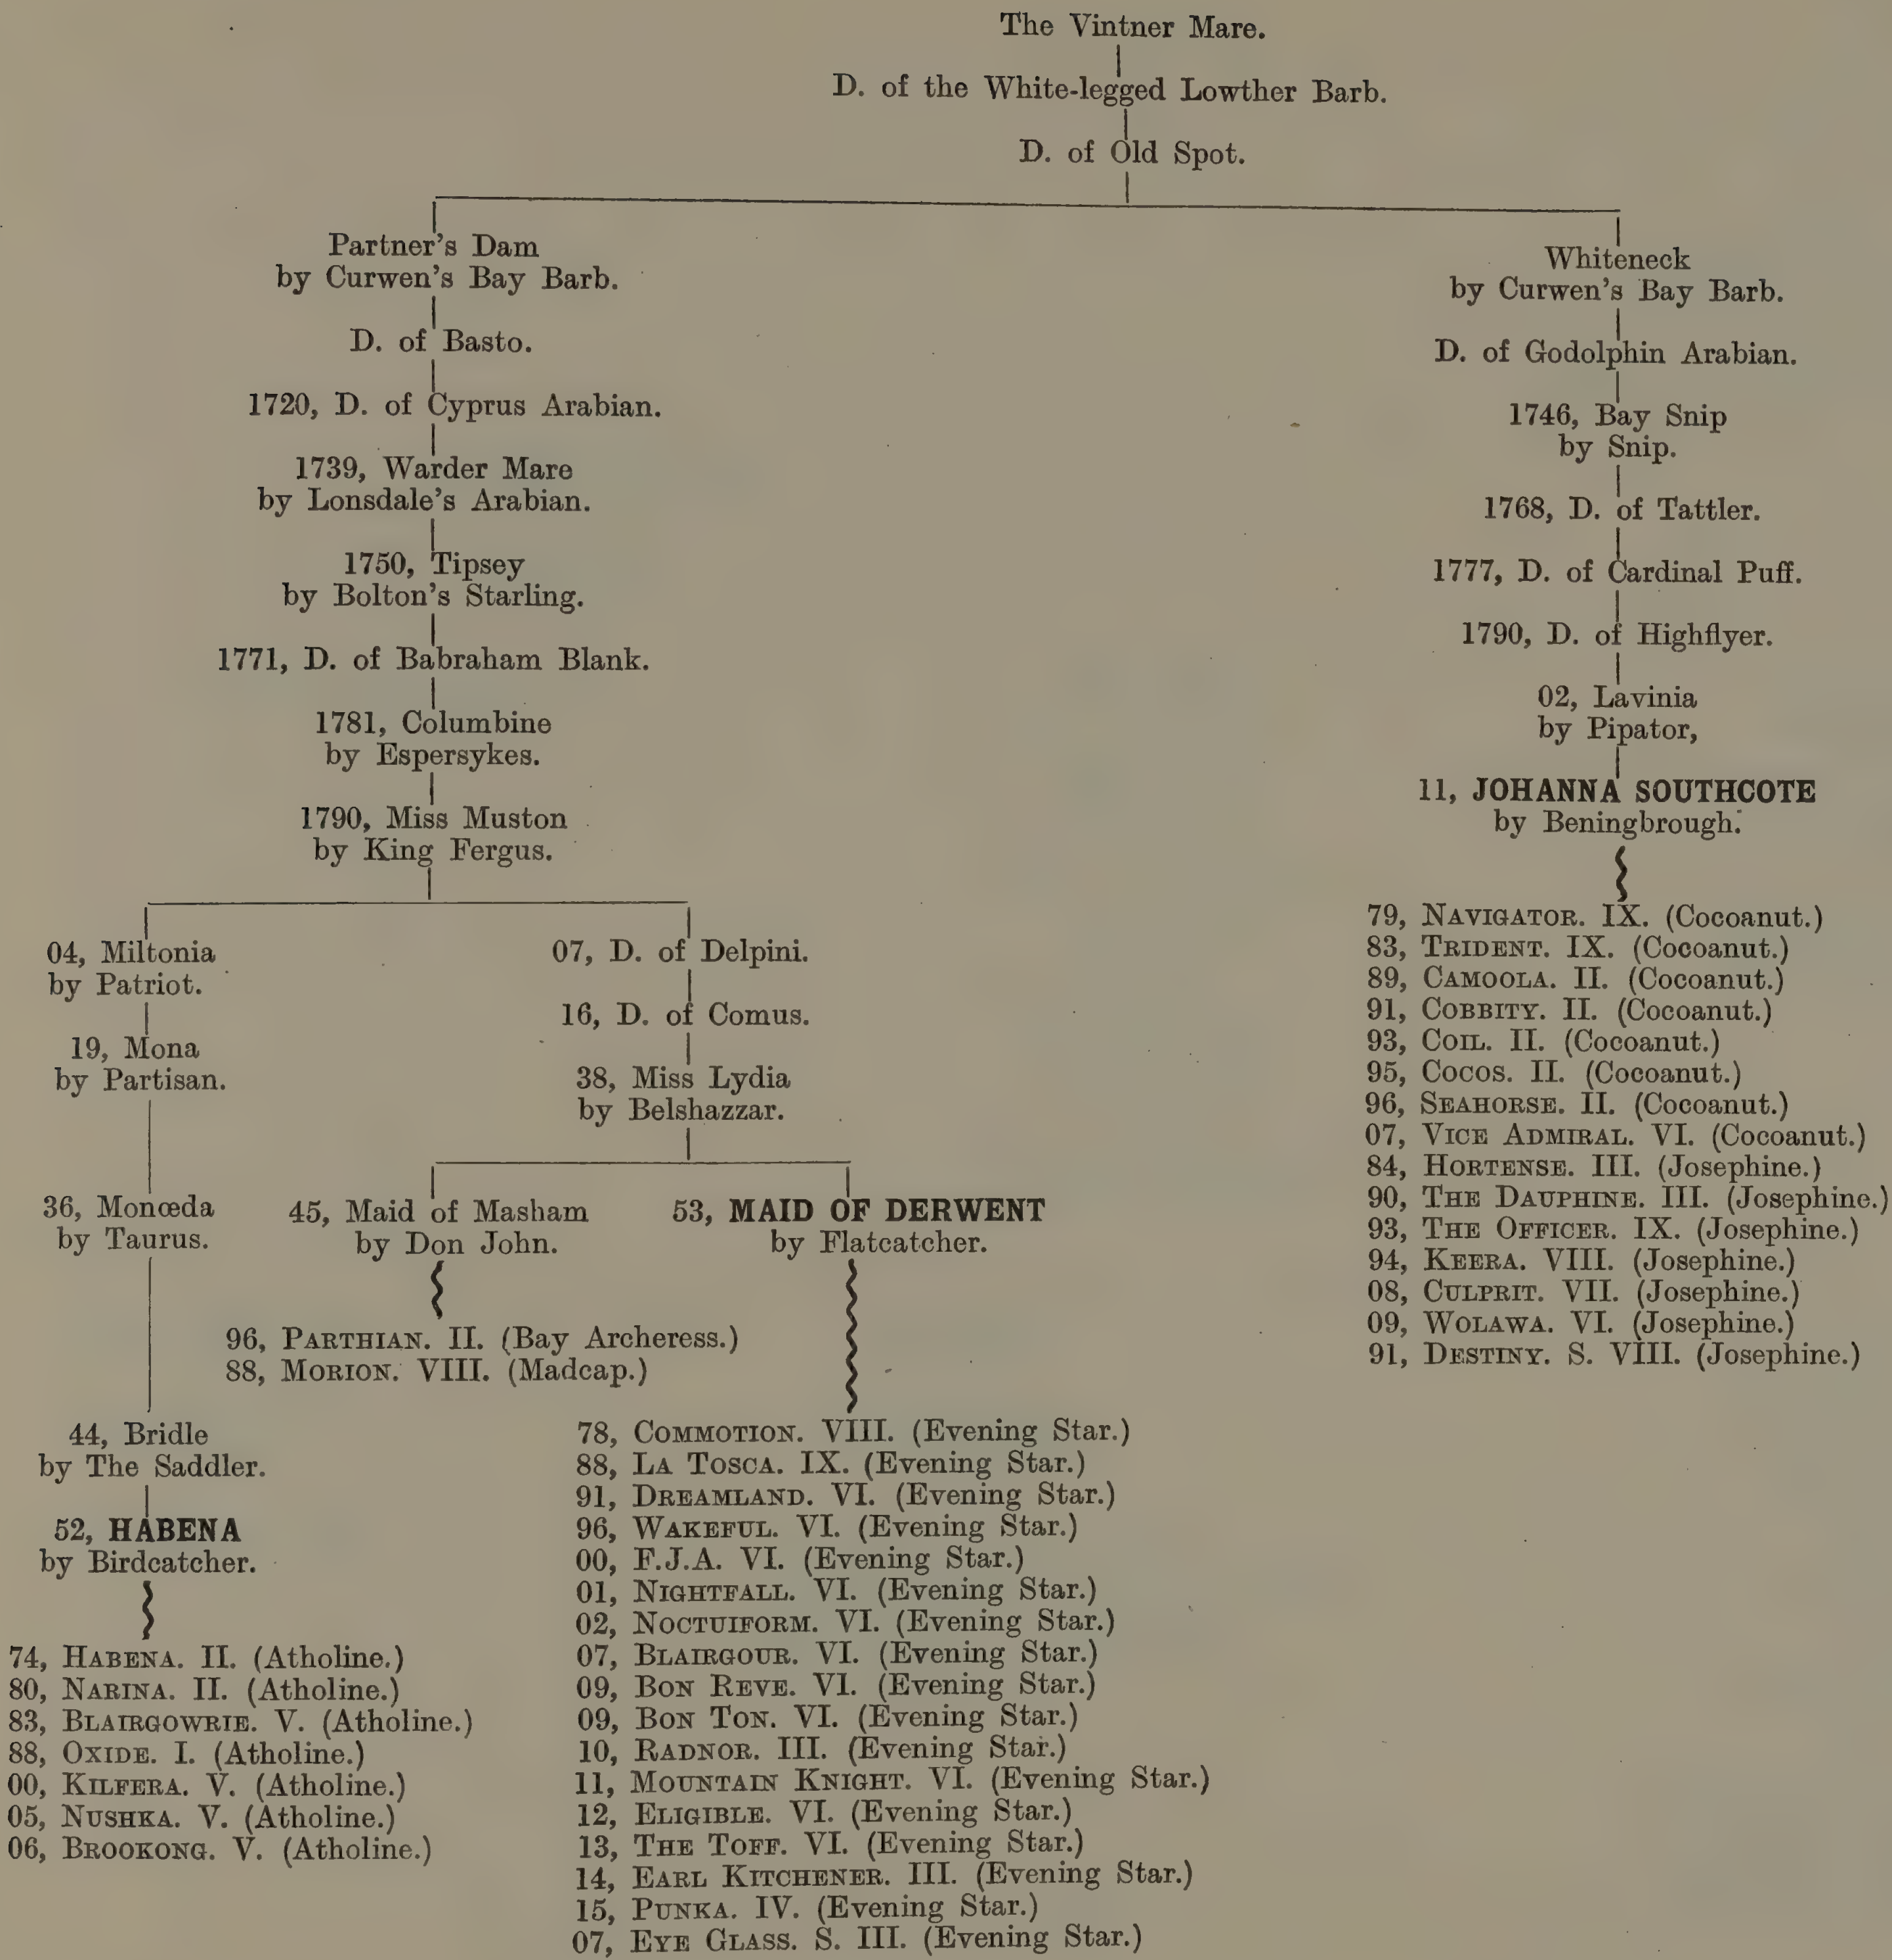 The Vintner Mare.
D. of the White-legged Lowther Barb.
D. of Old Spot.
Partner's Dam
by Curwen's Bay Barb.
D. of Basto.
1720, D. of Cyprus Arabian.
1739, Warder Mare
by Lonsdale's Arabian.
1750, Tipsey
by Bolton's Starling.
1771, D. of Babraham Blank.
1781, Columbine
by Espersykes.
1790, Miss Muston
by King Fergus.
04, Miltonia
by Patriot.
19, Mona
by Partisan.
36, Monœda
by Taurus.
44, Bridle
by The Saddler.
52, HABENA
by Birdcatcher.
74, HABENA. II. (Atholine.)
80, NARINA. II. (Atholine.)
83, BLAIRGOWRIE. V. (Atholine.)
88, OXIDE. I. (Atholine.)
00, KILFERA. V. (Atholine.)
05, NUSHKA. V. (Atholine.)
06, BROOKONG. V. (Atholine.)
07, D. of Delpini.
16, D. of Comus.
38, Miss Lydia
by Belshazzar.
45, Maid of Masham
by Don John.
96, PARTHIAN. II. (Bay Archeress.)
88, MORION. VIII. (Madcap.)
53, MAID OF DERWENT
by Flatcatcher.
78, COMMOTION. VIII. (Evening Star.)
88, LA TOSCA. IX. (Evening Star.)
91, DREAMLAND. VI. (Evening Star.)
96, WAKEFUL. VI. (Evening Star.)
00, F.J.A. VI. (Evening Star.)
01, NIGHTFALL. VI. (Evening Star.)
02, NOCTUIFORM. VI. (Evening Star.)
07, BLAIRGOUR. VI. (Evening Star.)
09, BON REVE. VI. (Evening Star.)
09, BON TON. VI. (Evening Star.)
10, RADNOR. III. (Evening Star.)
11, MOUNTAIN KNIGHT. VI. (Evening Star.)
12, ELIGIBLE. VI. (Evening Star.)
13, THE TOFF. VI. (Evening Star.)
14, EARL KITCHENER. III. (Evening Star.)
15, PUNKA. IV. (Evening Star.)
07, EYE GLASS. S. III. (Evening Star.)
Whiteneck
by Curwen's Bay Barb.
D. of Godolphin Arabian.
1746, Bay Snip
by Snip.
1768, D. of Tattler.
1777, D. of Cardinal Puff.
1790, D. of Highflyer.
02, Lavinia
by Pipator,
11, JOHANNA SOUTHCOTE
by Beningbrough.
79, NAVIGATOR. IX. (Cocoanut.)
83, TRIDENT. IX. (Cocoanut.)
89, CAMOOLA. II. (Cocoanut.)
91, COBBITY. II. (Cocoanut.)
93, COIL. II. (Cocoanut.)
95, COCOS. II. (Cocoanut.)
96, SEAHORSE. II. (Cocoanut.)
07, VICE ADMIRAL. VI. (Cocoanut.)
84, HORTENSE. III. (Josephine.)
90, THE DAUPHINE. III. (Josephine.)
93, THE OFFICER. IX. (Josephine.)
94, KEERA. VIII. (Josephine.)
08, CULPRIT. VII. (Josephine.)
09, WOLAWA. VI. (Josephine.)
91, DESTINY. S. VIII. (Josephine.)